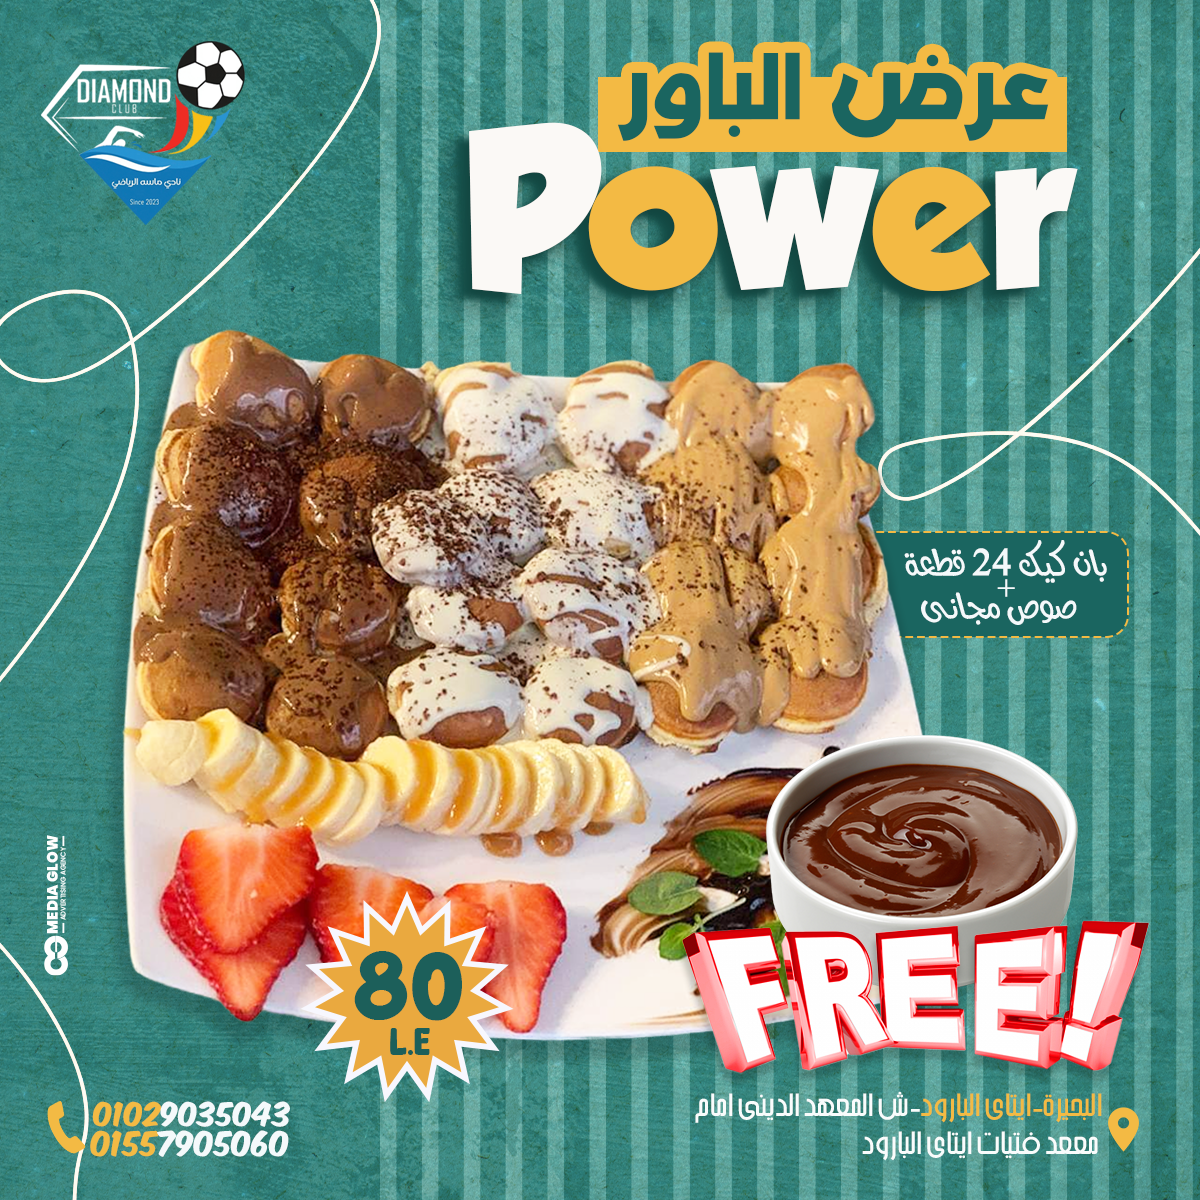 DIAMOND
CLUB
نادي ماسه الرياضي
Since 2023
عرض الباور
Power
بان كيك 24 قطعة
+
صوص مجانى
80
L.E
FREE!
MEDIA GLOW
ADVERTISING AGENCY
01029035043
01557905060
البحيرة-ايتاى البارود-ش المعهد الدينى امام
معهد فتيات ايتاى البارود